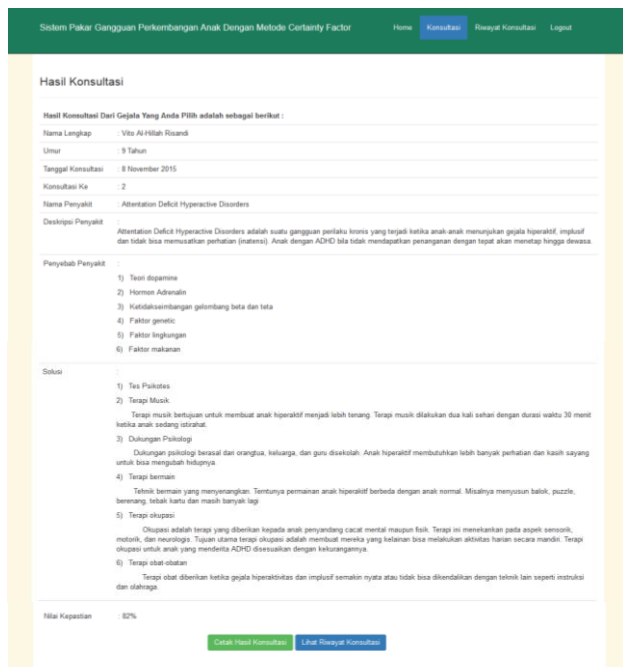 Sistem Pakar Gangguan Perkembangan Anak Dengan Metode Certainty Factor Home Konsultasi Riwayat Konsultasi Logout
Hasil Konsultasi
Hasil Konsultasi Dari Gejala Yang Anda Pilih adalah sebagai berikut :
Nama Lengkap : Vito Al-Hillah Risandi
Umur : 9 Tahun
Tanggal Konsultasi : 8 November 2015
Konsultasi Ke : 2
Nama Penyakit : Attentation Deficit Hyperactive Disorders
Deskripsi Penyakit :
Attentation Deficit Hyperactive Disorders adalah suatu gangguan perilaku kronis yang terjadi ketika anak-anak menunjukan gejala hiperaktif, implusif
dan tidak bisa memusatkan perhatian (inatensi). Anak dengan ADHD bila tidak mendapatkan penanganan dengan tepat akan menetap hingga dewasa.
Penyebab Penyakit :
1) Teori dopamine
2) Hormon Adrenalin
3) Ketidakseimbangan gelombang beta dan teta
4) Faktor genetic
5) Faktor lingkungan
6) Faktor makanan
Solusi :
1) Tes Psikotes
2) Terapi Musik.
Terapi musik bertujuan untuk membuat anak hiperaktif menjadi lebih tenang. Terapi musik dilakukan dua kali sehari dengan durasi waktu 30 menit
ketika anak sedang istirahat.
3) Dukungan Psikologi
Dukungan psikologi berasal dari orangtua, keluarga, dan guru disekolah. Anak hiperaktif membutuhkan lebih banyak perhatian dan kasih sayang
untuk bisa mengubah hidupnya.
4) Terapi bermain
Tehnik bermain yang menyenangkan. Terntunya permainan anak hiperakitf berbeda dengan anak normal. Misalnya menyusun balok, puzzle,
berenang, tebak kartu dan masih banyak lagi
5) Terapi okupasi
Okupasi adalah terapi yang diberikan kepada anak penyandang cacat mental maupun fisik. Terapi ini menekankan pada aspek sensorik,
motorik, dan neurologis. Tujuan utama terapi okupasi adalah membuat mereka yang kelainan bisa melakukan aktivitas harian secara mandiri. Terapi
okupasi untuk anak yang menderita ADHD disesuaikan dengan kekurangannya.
6) Terapi obat-obatan
Terapi obat diberikan ketika gejala hiperaktivitas dan implusif semakin nyata atau tidak bisa dikendalikan dengan teknik lain seperti instruksi
dan olahraga.
Nilai Kepastian : 82%
Cetak Hasil Konsultasi Lihat Riwayat Konsultasi